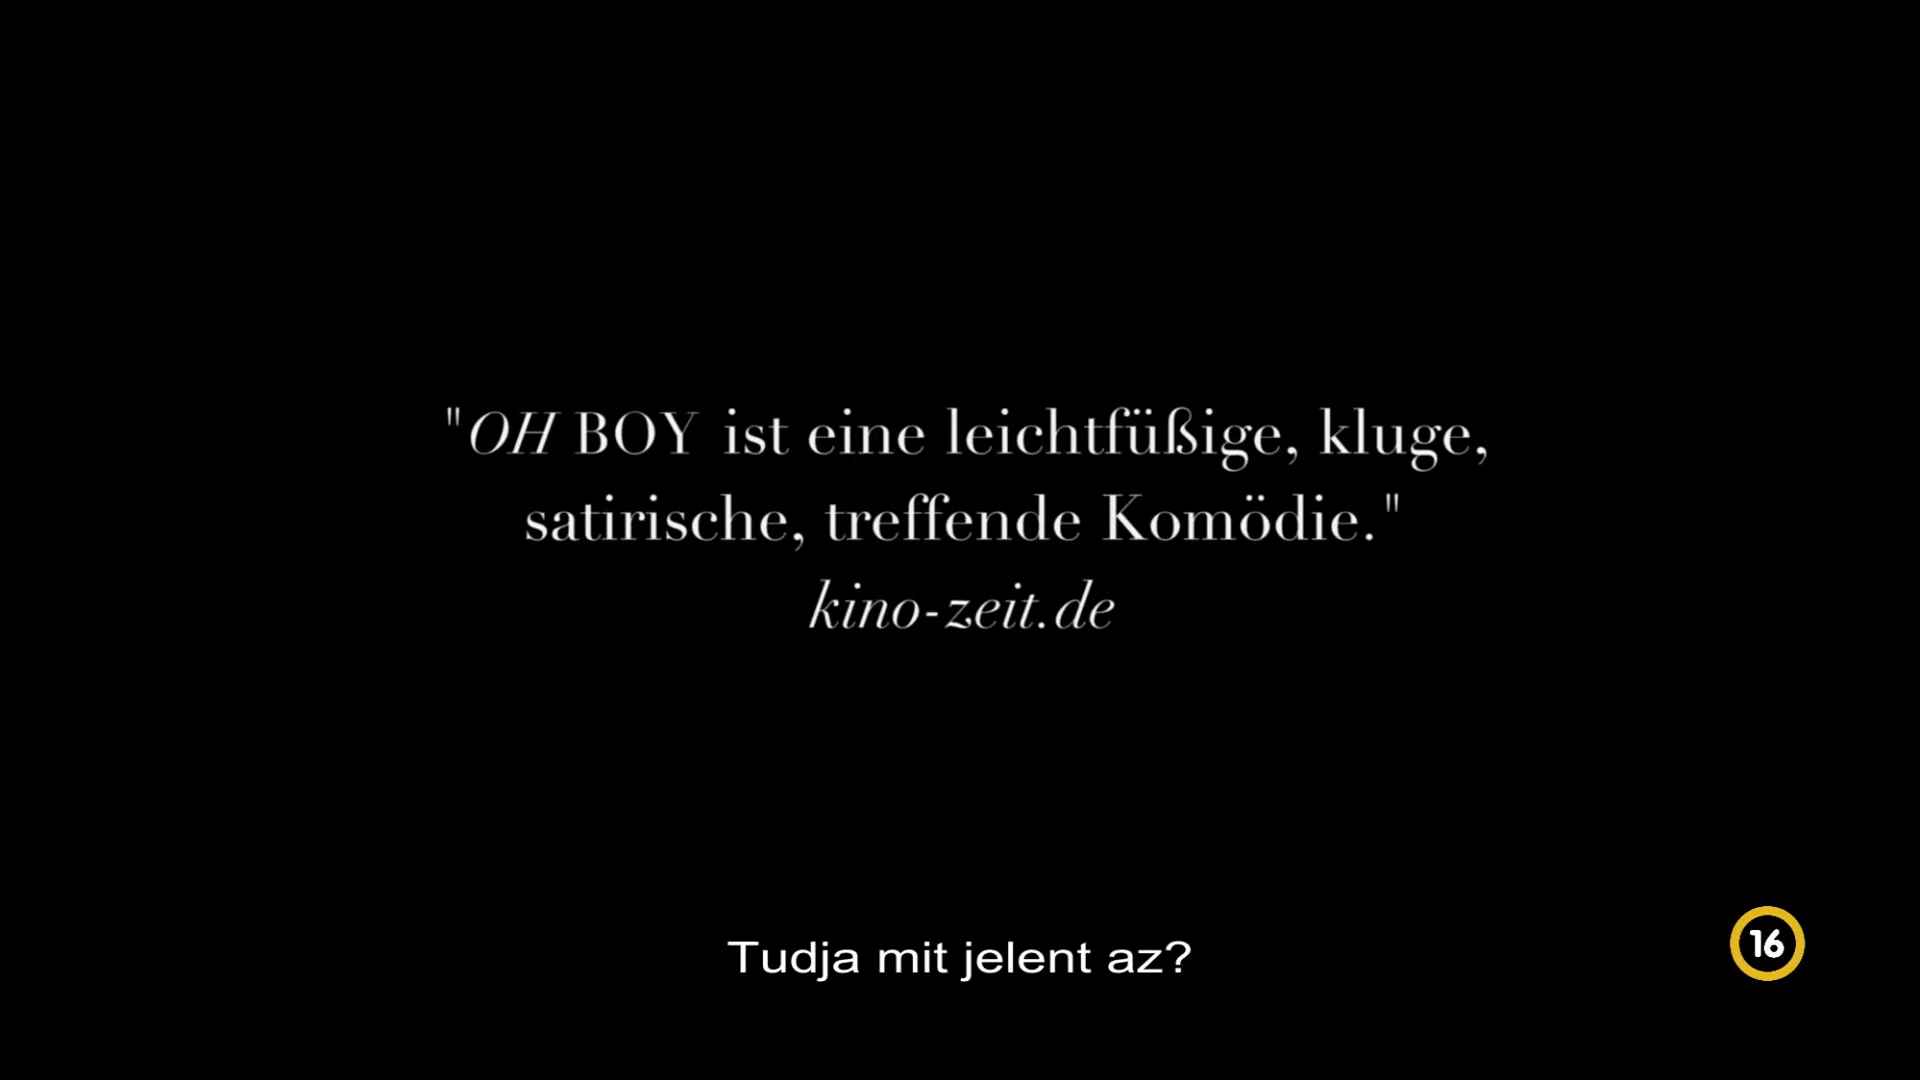 "OH BOY ist eine leichtfüßige, kluge,
satirische, treffende Komödie."
kino-zeit.de
Tudja mit jelent az?
16